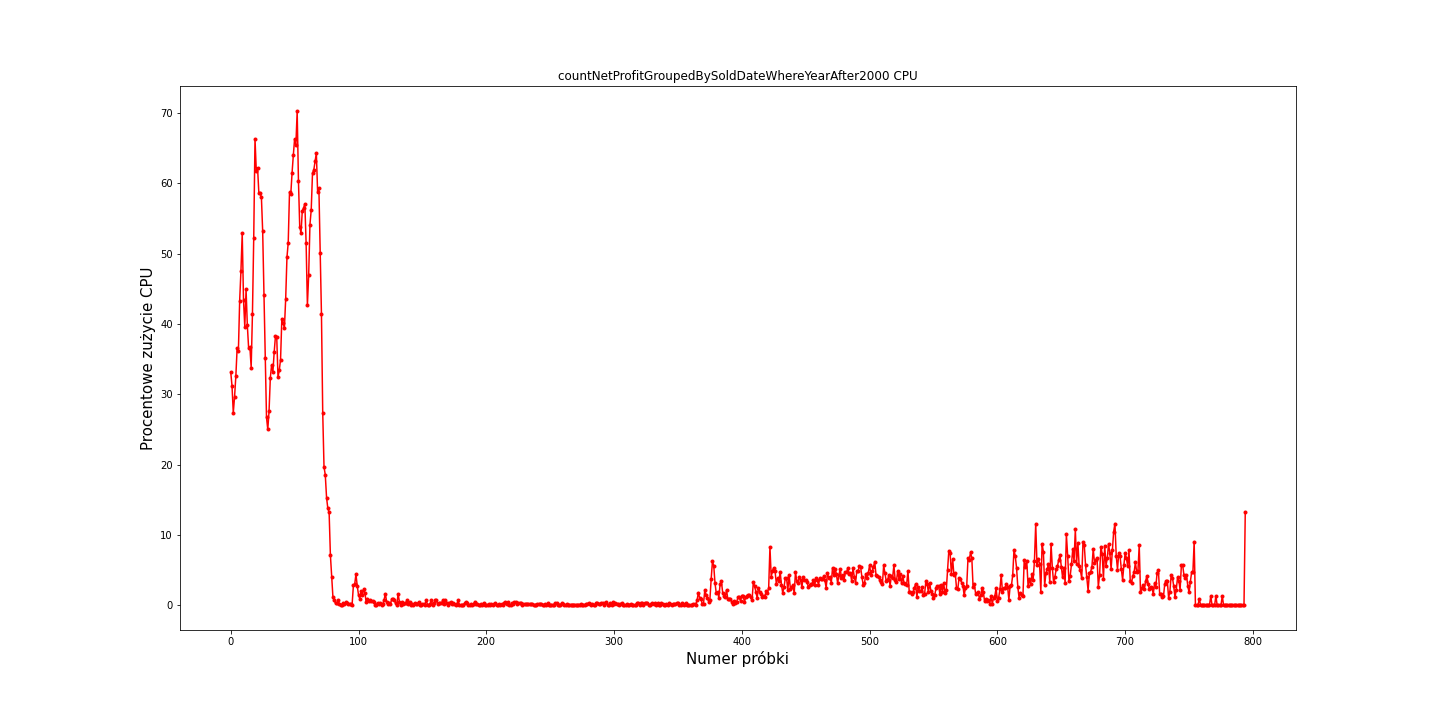 countNetProfitGroupedBySoldDateWhereYearAfter2000 CPU
Procentowe zużycie CPU
70
60
50
40
30
20
10
0
0 100 200 300 400 500 600 700 800
Numer próbki